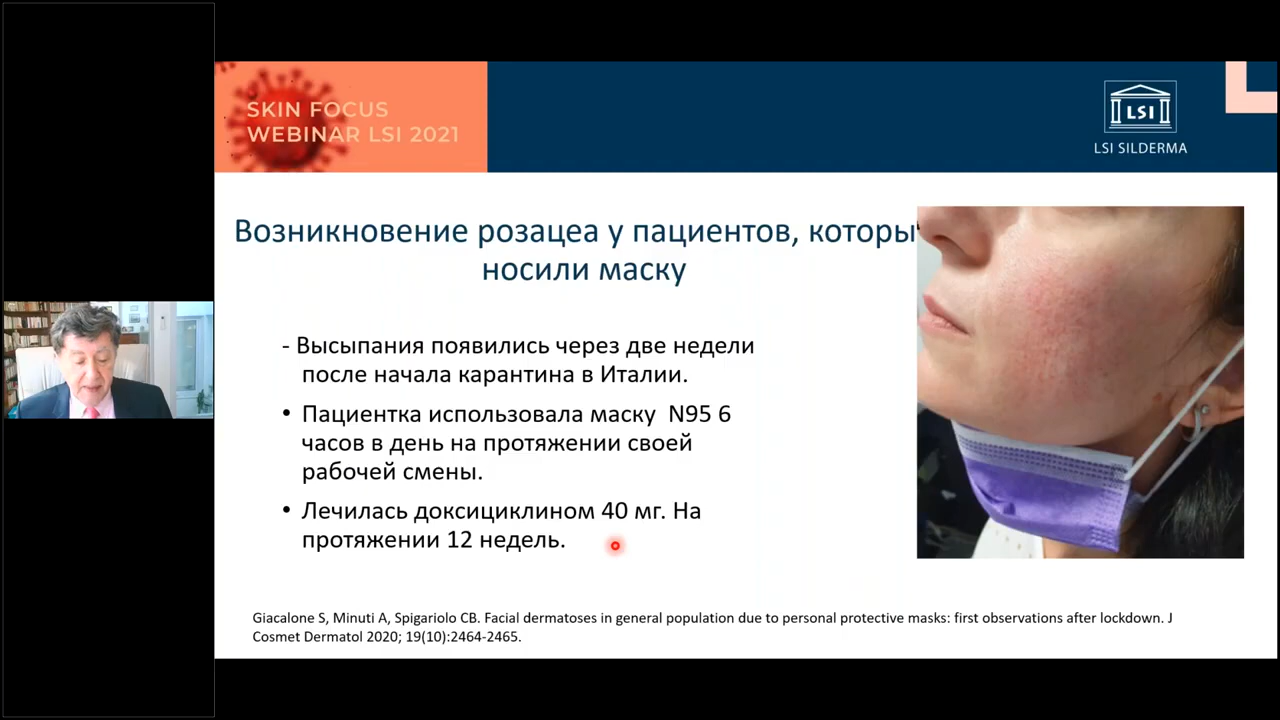 SKIN FOCUS
WEBINAR LSI 2021
LSI
LSI SILDERMA
Возникновение розацеа у пациентов, которы
носили маску
- Высыпания появились через две недели
после начала карантина в Италии.
• Пациентка использовала маску N95 6
часов в день на протяжении своей
рабочей смены.
• Лечилась доксициклином 40 мг. На
протяжении 12 недель.
Giacalone S, Minuti A, Spigariolo CB. Facial dermatoses in general population due to personal protective masks: first observations after lockdown. J
Cosmet Dermatol 2020; 19(10):2464-2465.